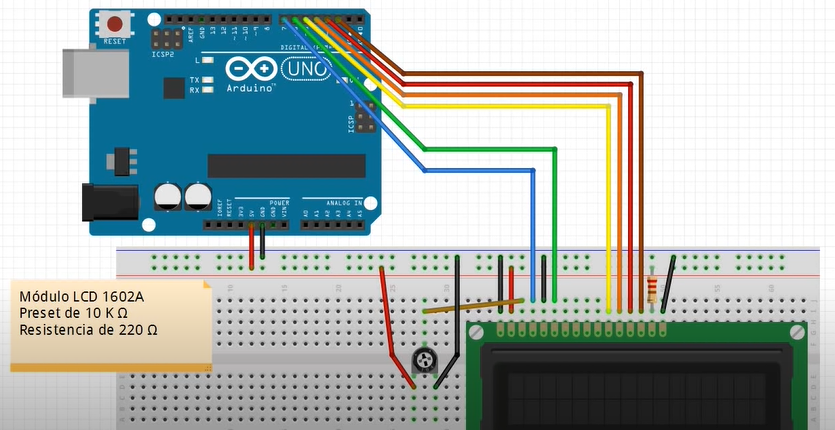 RESET
ICSP2
AREF
GND
13
12
~11
~10
~9
8
7
DIGITAL
L
TX
RX
UNO
Arduino™
ICSP
1
POWER
ANALOG IN
IOREF
RESET
3V3
5V
GND
GND
VIN
A0
A1
A2
A3
A4
A5
Módulo LCD 1602A
Preset de 10 K Ω
Resistencia de 220 Ω